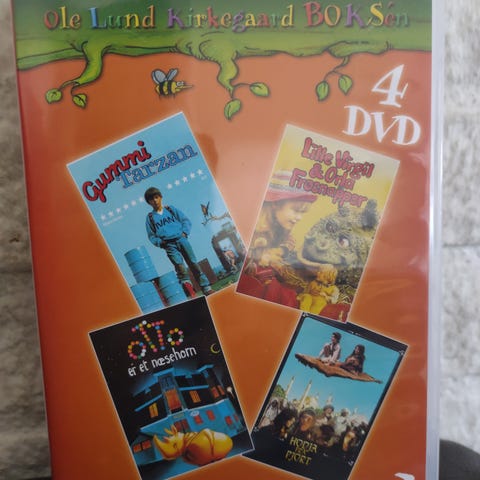 Ole Lund Kirkegaard BOKSen
4
DVD
Gummi
Tarzan
IVAN
Lille Virgil
& Orla
Frøsnapper
OTTO
er et næsehorn
HODJA
FRA
PJORT